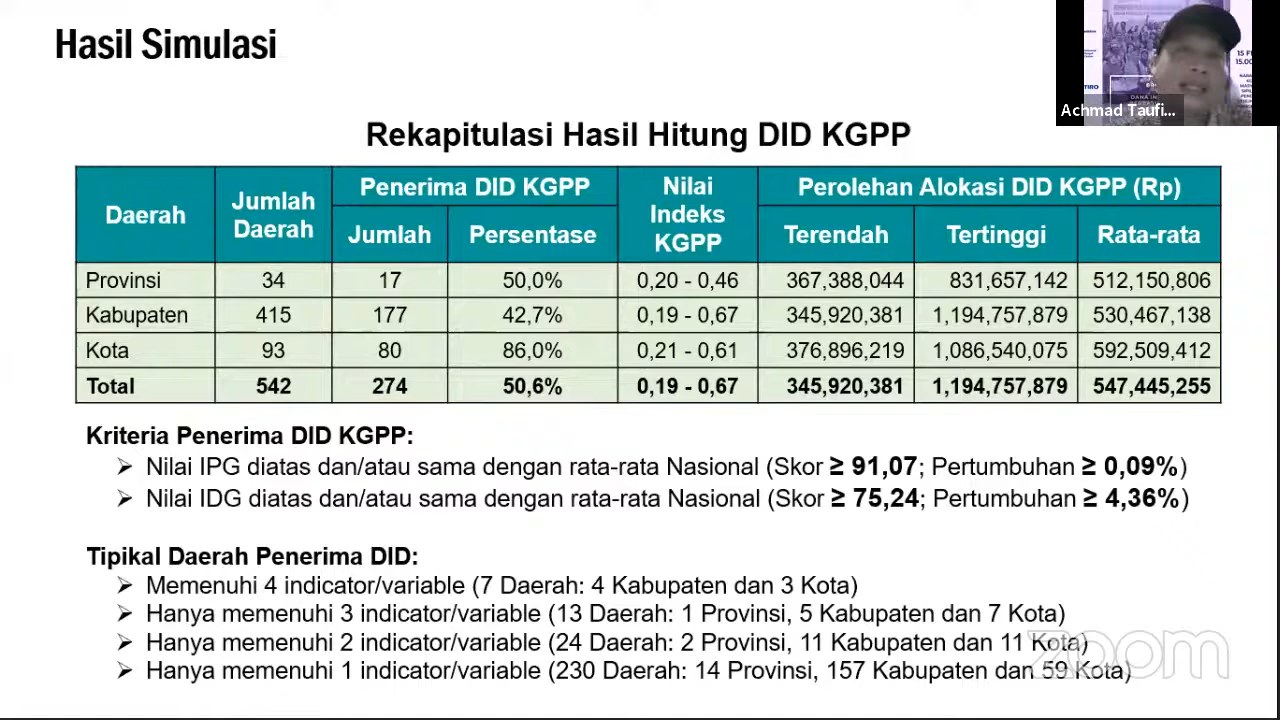 Hasil Simulasi
15 F
15.00
TIRO
DANA IN
Achmad Taufi...
Rekapitulasi Hasil Hitung DID KGPP
Daerah Jumlah Daerah Penerima DID KGPP Nilai Indeks KGPP Perolehan Alokasi DID KGPP (Rp)
Jumlah Persentase Terendah Tertinggi Rata-rata
Provinsi 34 17 50,0% 0,20 - 0,46 367,388,044 831,657,142 512,150,806
Kabupaten 415 177 42,7% 0,19 - 0,67 345,920,381 1,194,757,879 530,467,138
Kota 93 80 86,0% 0,21 - 0,61 376,896,219 1,086,540,075 592,509,412
Total 542 274 50,6% 0,19 - 0,67 345,920,381 1,194,757,879 547,445,255
Kriteria Penerima DID KGPP:
➢ Nilai IPG diatas dan/atau sama dengan rata-rata Nasional (Skor ≥ 91,07; Pertumbuhan ≥ 0,09%)
➢ Nilai IDG diatas dan/atau sama dengan rata-rata Nasional (Skor ≥ 75,24; Pertumbuhan ≥ 4,36%)
Tipikal Daerah Penerima DID:
➢ Memenuhi 4 indicator/variable (7 Daerah: 4 Kabupaten dan 3 Kota)
➢ Hanya memenuhi 3 indicator/variable (13 Daerah: 1 Provinsi, 5 Kabupaten dan 7 Kota)
➢ Hanya memenuhi 2 indicator/variable (24 Daerah: 2 Provinsi, 11 Kabupaten dan 11 Kota)
➢ Hanya memenuhi 1 indicator/variable (230 Daerah: 14 Provinsi, 157 Kabupaten dan 59 Kota)
zoom